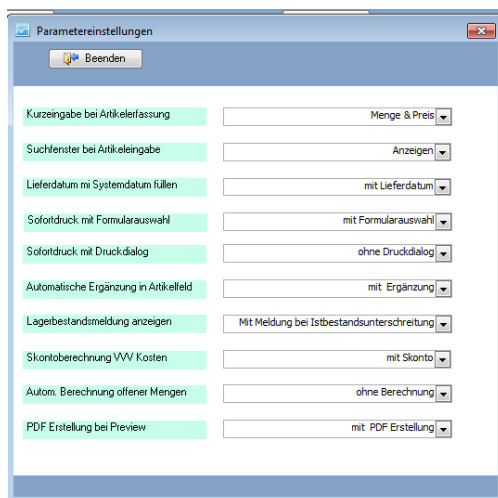 Parametereinstellungen
Beenden
Kurzeingabe bei Artikelerfassung Menge & Preis
Suchfenster bei Artikeleingabe Anzeigen
Lieferdatum mi Systemdatum füllen mit Lieferdatum
Sofortdruck mit Formularauswahl mit Formularauswahl
Sofortdruck mit Druckdialog ohne Druckdialog
Automatische Ergänzung in Artikelfeld mit Ergänzung
Lagerbestandsmeldung anzeigen Mit Meldung bei Istbestandsunterschreitung
Skontoberechnung VVV Kosten mit Skonto
Autom. Berechnung offener Mengen ohne Berechnung
PDF Erstellung bei Preview mit PDF Erstellung